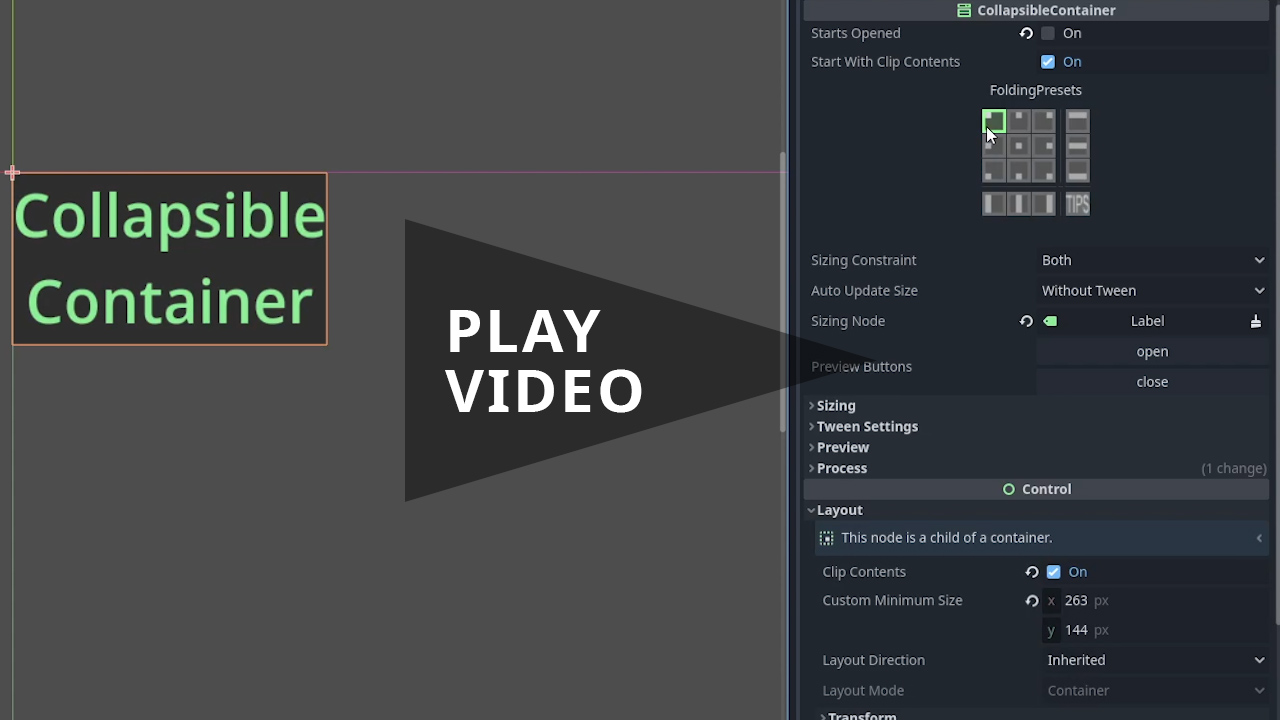 Collapsible
Container
PLAY
VIDEO
CollapsibleContainer
Starts Opened On
Start With Clip Contents On
FoldingPresets
TIPS
Sizing Constraint Both
Auto Update Size Without Tween
Sizing Node Label
Preview Buttons open
close
Sizing
Tween Settings
Preview
Process (1 change)
Control
Layout
This node is a child of a container.
Clip Contents On
Custom Minimum Size x 263 px
y 144 px
Layout Direction Inherited
Layout Mode Container
Transform